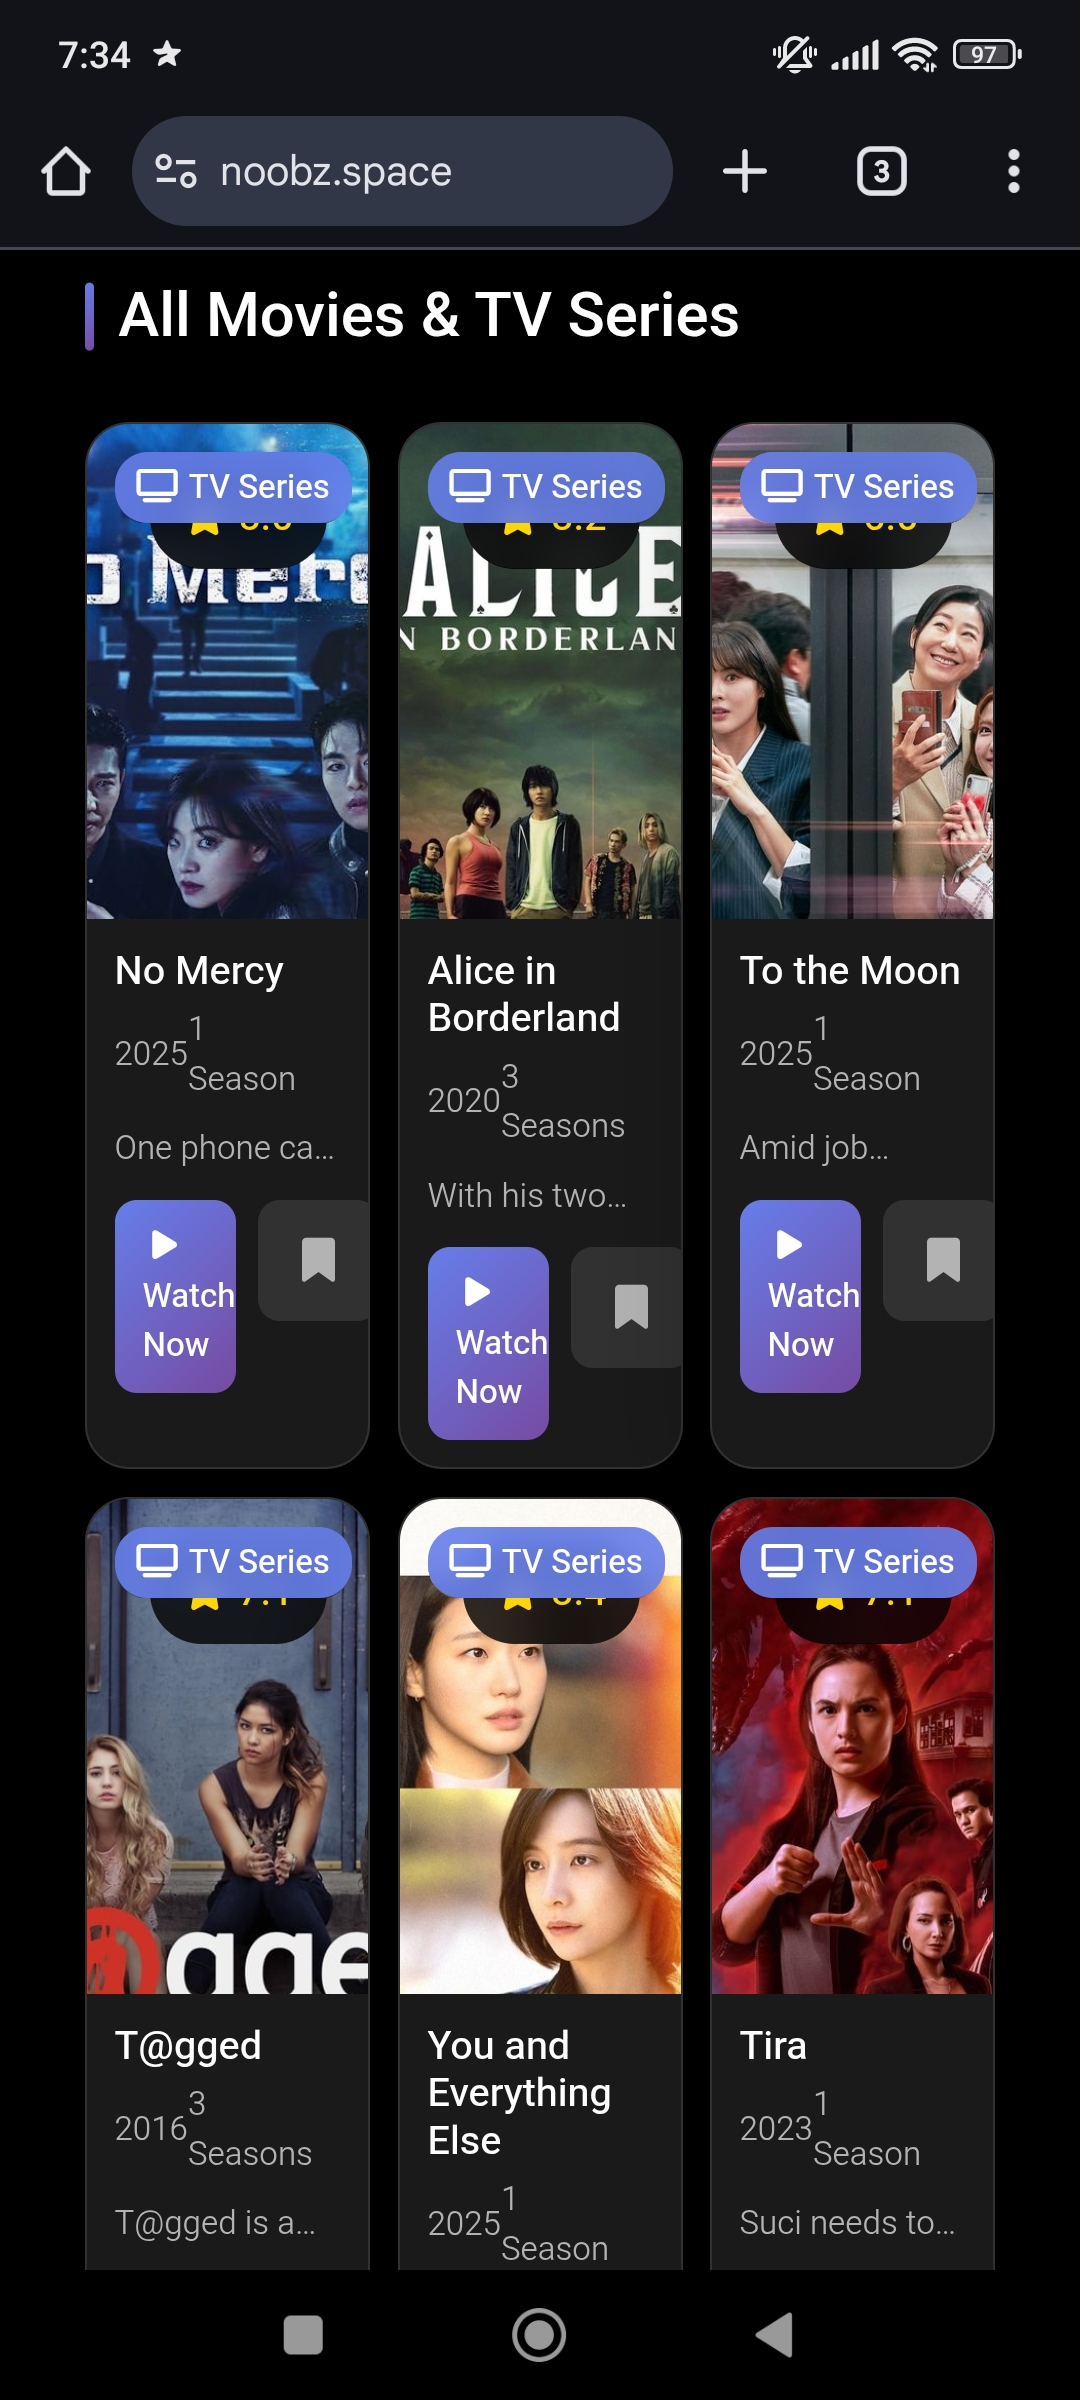 7:34
97
noobz.space
3
All Movies & TV Series
TV Series
TV Series
TV Series
ALICE
N BORDERLAN
No Mercy
2025
1
Season
One phone ca...
Watch
Now
Alice in
Borderland
2020
3
Seasons
With his two...
Watch
Now
To the Moon
2025
1
Season
Amid job...
Watch
Now
TV Series
TV Series
TV Series
T@gged
2016
3
Seasons
T@gged is a...
You and
Everything
Else
2025
1
Season
Tira
2023
1
Season
Suci needs to...